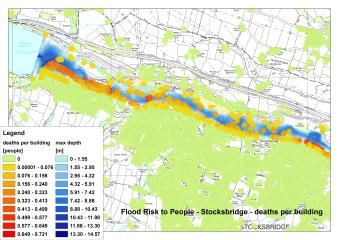 Legend
deaths per building max depth
[people] [m]
0 0 - 1.55
0.00001 - 0.076 1.55 - 2.95
0.076 - 0.156 2.95 - 4.32
0.156 - 0.240 4.32 - 5.91
0.240 - 0.323 5.91 - 7.42
0.323 - 0.413 7.42 - 8.88
0.413 - 0.499 8.88 - 10.43
0.499 - 0.577 10.43 - 11.98
0.577 - 0.649 11.98 - 13.30
0.649 - 0.721 13.30 - 14.57
Flood Risk to People - Stocksbridge - deaths per building
STOCKSBRIDGE